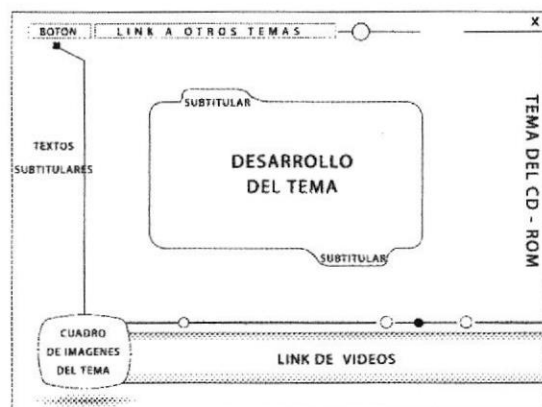 BOTON
LINK A OTROS TEMAS
X
SUBTITULAR
TEXTOS
SUBTITULARES
DESARROLLO
DEL TEMA
TEMA DEL CD - ROM
SUBTITULAR
CUADRO
DE IMAGENES
DEL TEMA
LINK DE VIDEOS